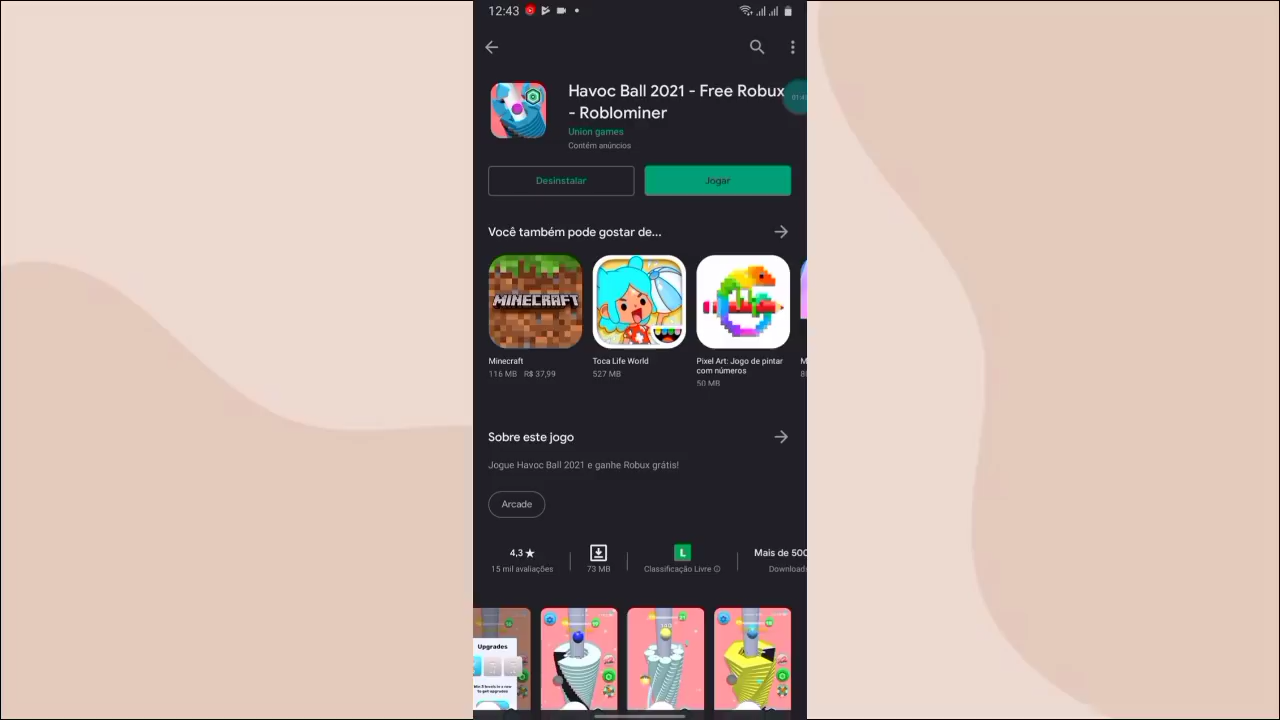 12:43
Havoc Ball 2021 - Free Robux
- Roblominer
Union games
Contém anúncios
Desinstalar
Jogar
Você também pode gostar de...
MINECRAFT
Minecraft
116 MB R$ 37,99
Toca Life World
527 MB
Pixel Art: Jogo de pintar
com números
50 MB
Sobre este jogo
Jogue Havoc Ball 2021 e ganhe Robux grátis!
Arcade
4,3★
15 mil avaliações
73 MB
L
Classificação Livre
Mais de 500
Downloads
Upgrades